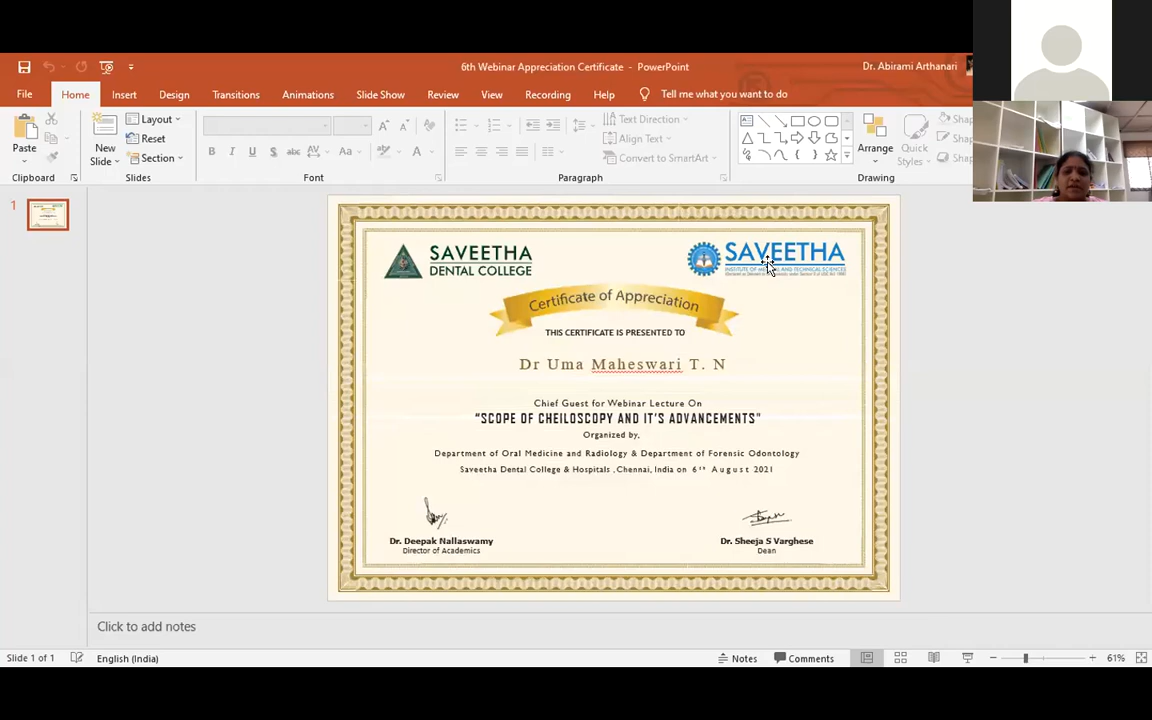 6th Webinar Appreciation Certificate - PowerPoint
Dr. Abirami Arthanari
File Home Insert Design Transitions Animations Slide Show Review View Recording Help Tell me what you want to do
Paste
Clipboard
New Slide
Layout
Reset
Section
Slides
B I U S abc AV Aa A A
Font
Text Direction
Align Text
Convert to SmartArt
Paragraph
Arrange
Quick Styles
Drawing
1
SAVEETHA
DENTAL COLLEGE
SAVEETHA
Certificate of Appreciation
THIS CERTIFICATE IS PRESENTED TO
Dr Uma Maheswari T. N
Chief Guest for Webinar Lecture On
"SCOPE OF CHEILOSCOPY AND IT'S ADVANCEMENTS"
Organized by,
Department of Oral Medicine and Radiology & Department of Forensic Odontology
Saveetha Dental College & Hospitals ,Chennai, India on 6th August 2021
Dr. Deepak Nallaswamy
Director of Academics
Dr. Sheeja S Varghese
Dean
Click to add notes
Slide 1 of 1
English (India)
Notes
Comments
61%